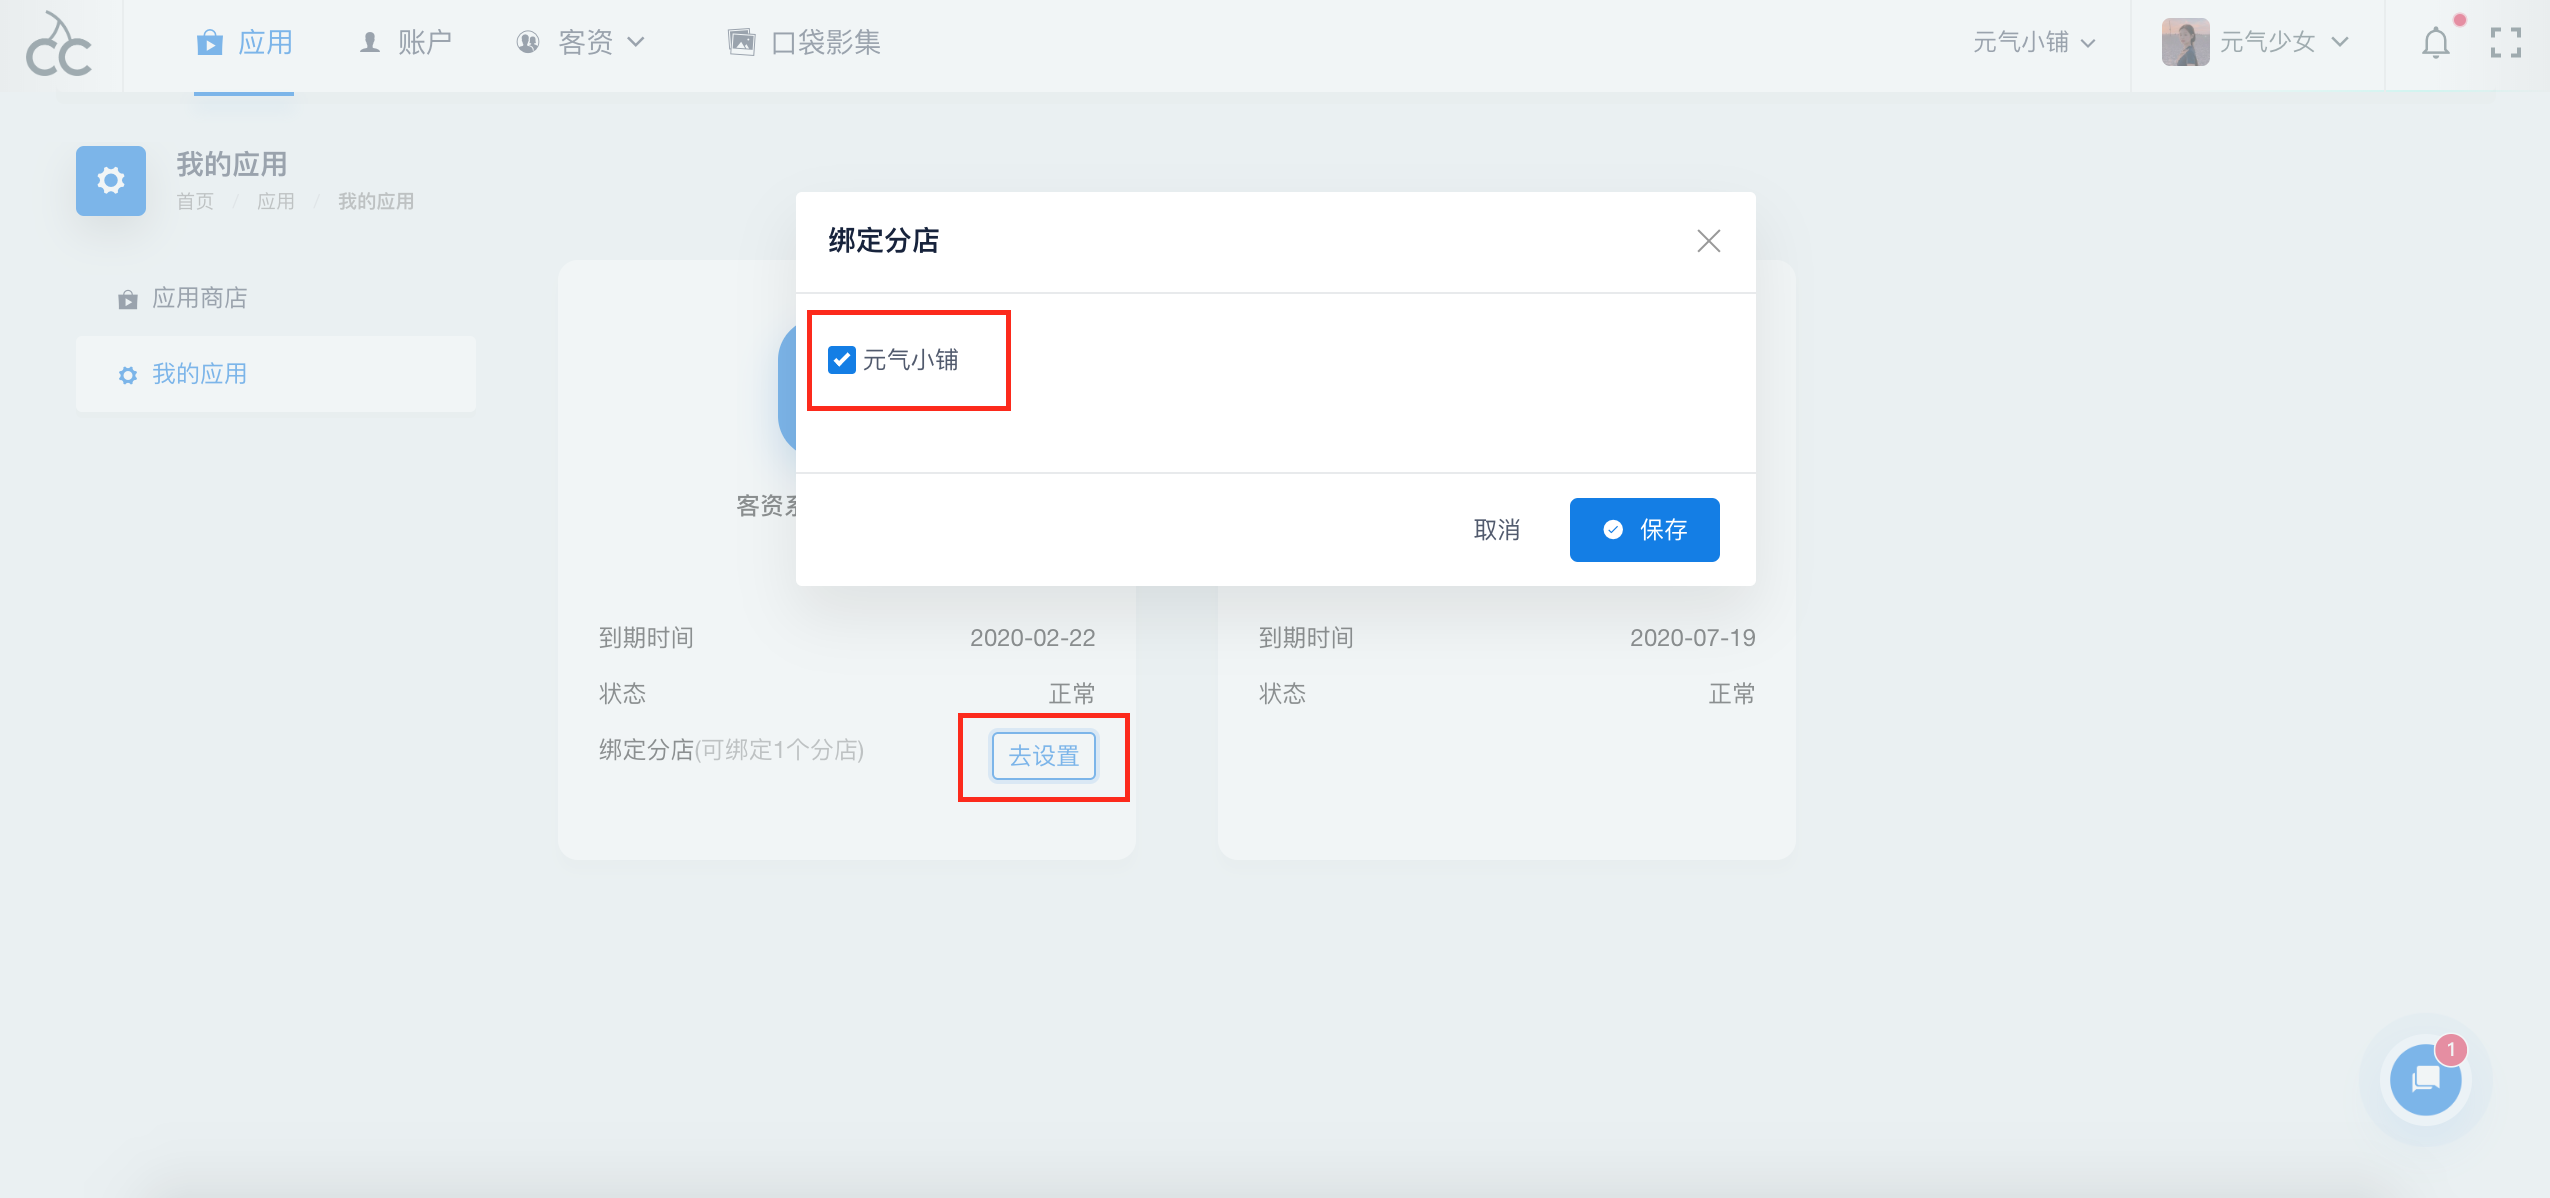 CC
应用
账户
客资
口袋影集
元气小铺
元气少女
我的应用
首页 / 应用 / 我的应用
应用商店
我的应用
绑定分店
元气小铺
取消
保存
客资
到期时间 2020-02-22
状态 正常
绑定分店(可绑定1个分店) 去设置
到期时间 2020-07-19
状态 正常
1